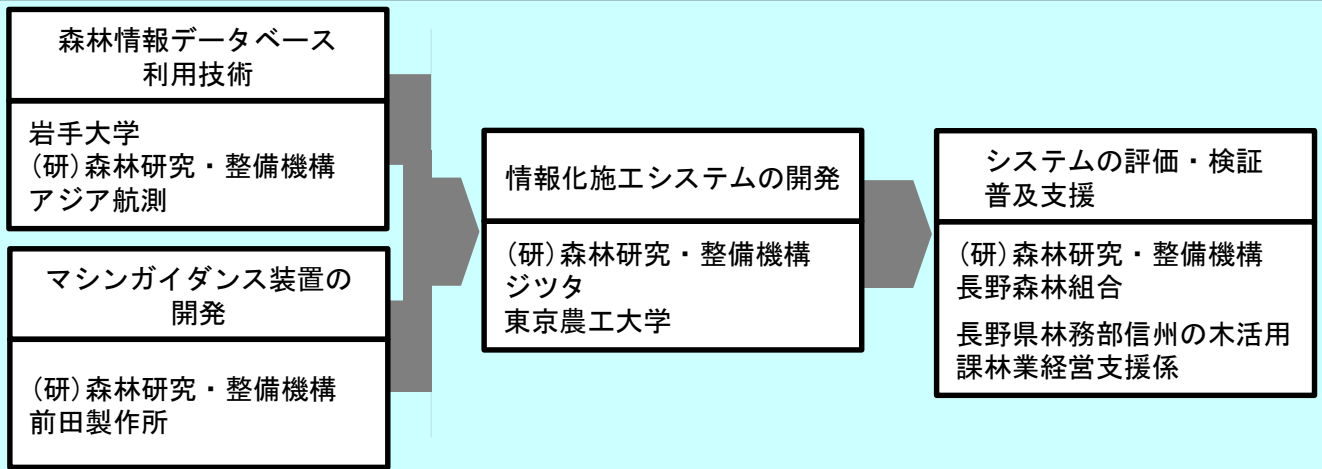 森林情報データベース
利用技術
岩手大学
(研)森林研究・整備機構
アジア航測
マシンガイダンス装置の
開発
(研)森林研究・整備機構
前田製作所
情報化施工システムの開発
(研)森林研究・整備機構
ジツタ
東京農工大学
システムの評価・検証
普及支援
(研)森林研究・整備機構
長野森林組合
長野県林務部信州の木活用
課林業経営支援係